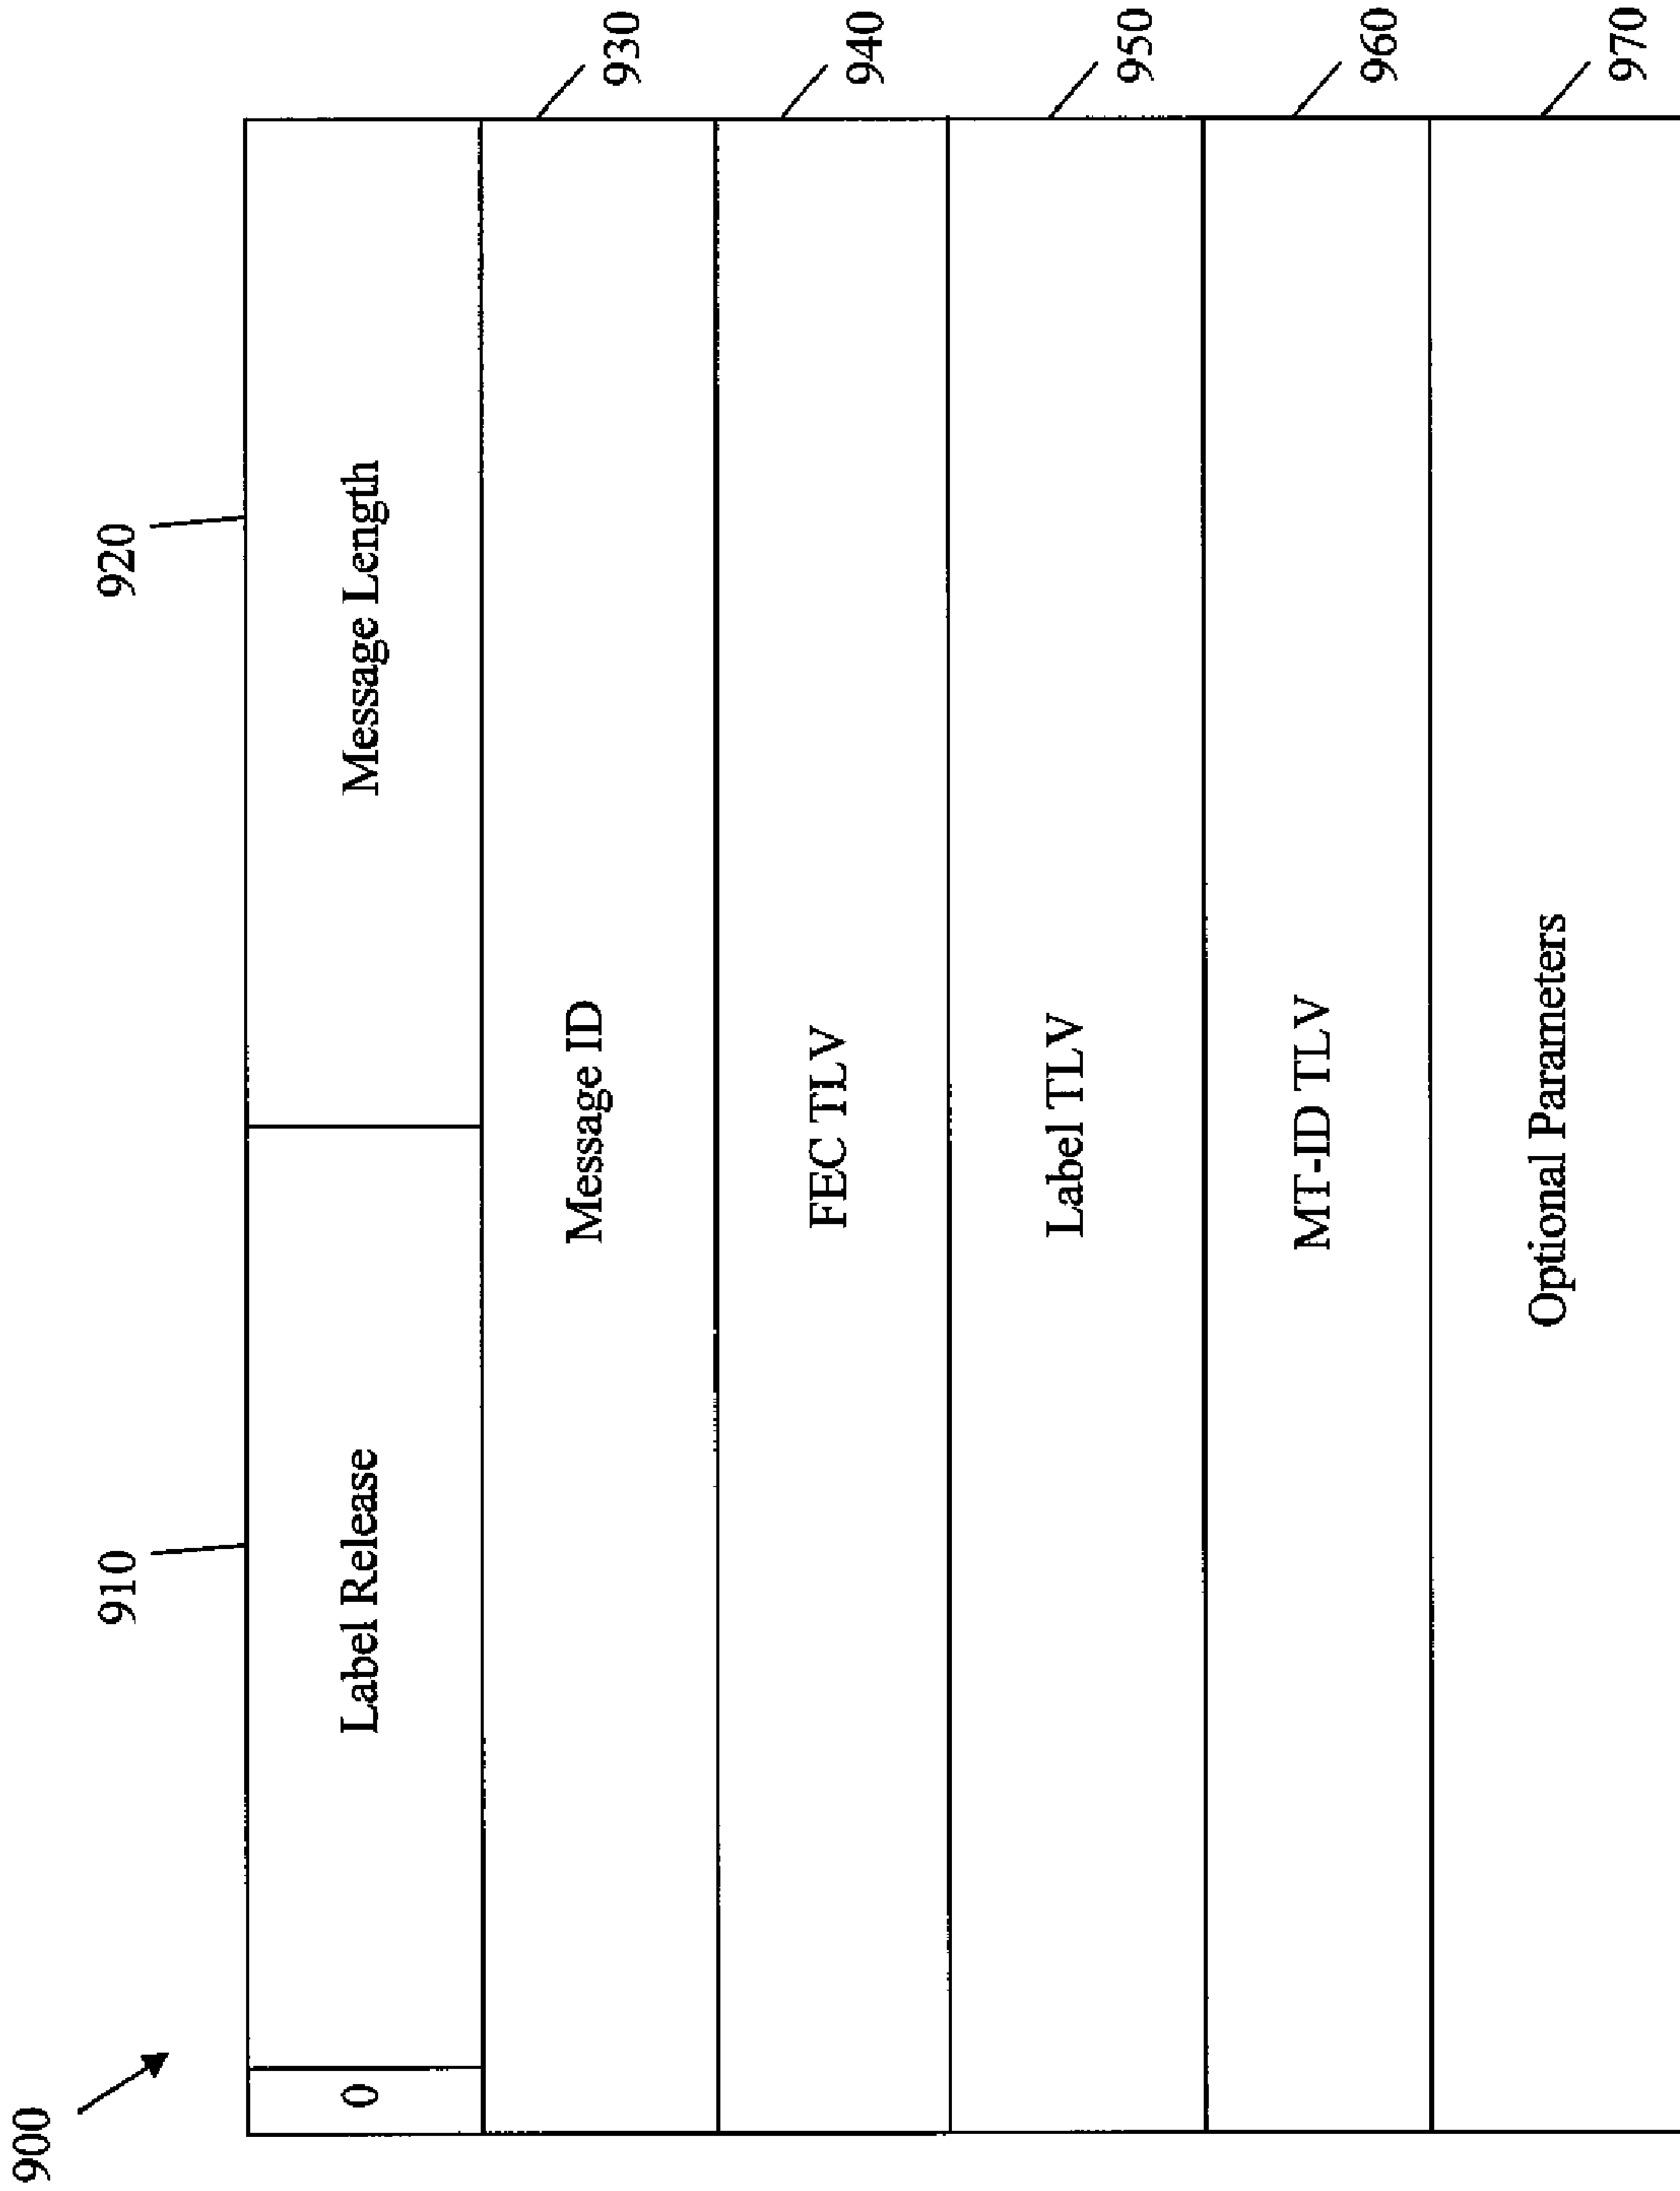 900
910
920
0
Label Release
Message Length
Message ID
930
FEC TLV
940
Label TLV
950
MT-ID TLV
960
Optional Parameters
970